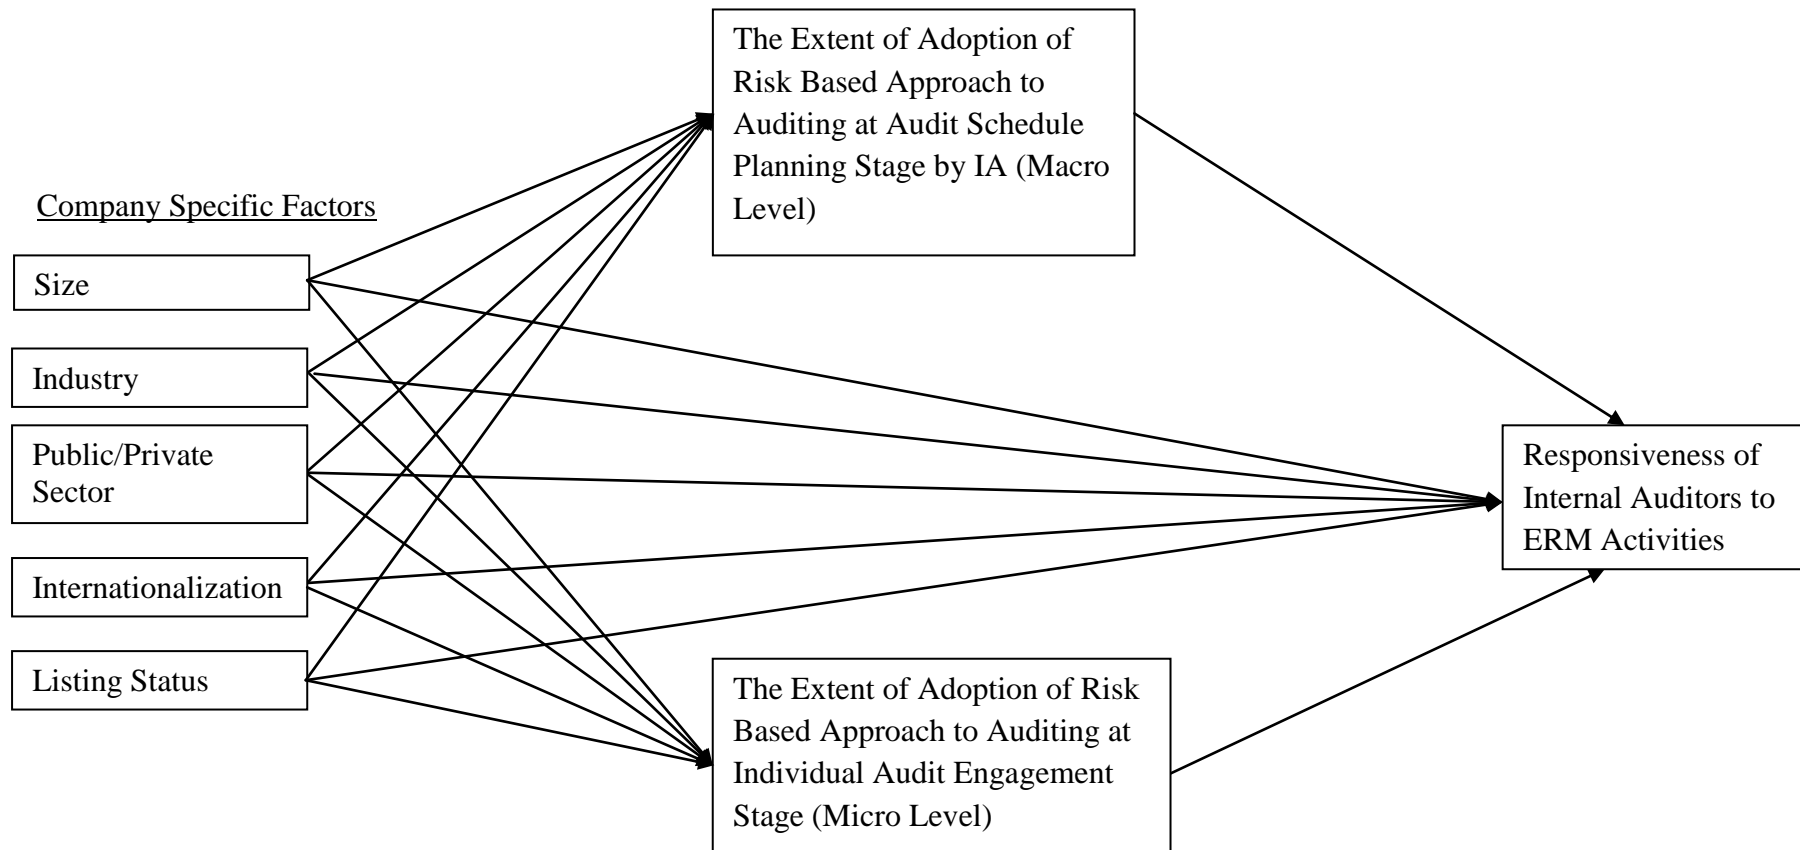 The Extent of Adoption of
Risk Based Approach to
Auditing at Audit Schedule
Planning Stage by IA (Macro
Level)
Company Specific Factors
Size
Industry
Public/Private
Sector
Internationalization
Listing Status
Responsiveness of
Internal Auditors to
ERM Activities
The Extent of Adoption of Risk
Based Approach to Auditing at
Individual Audit Engagement
Stage (Micro Level)